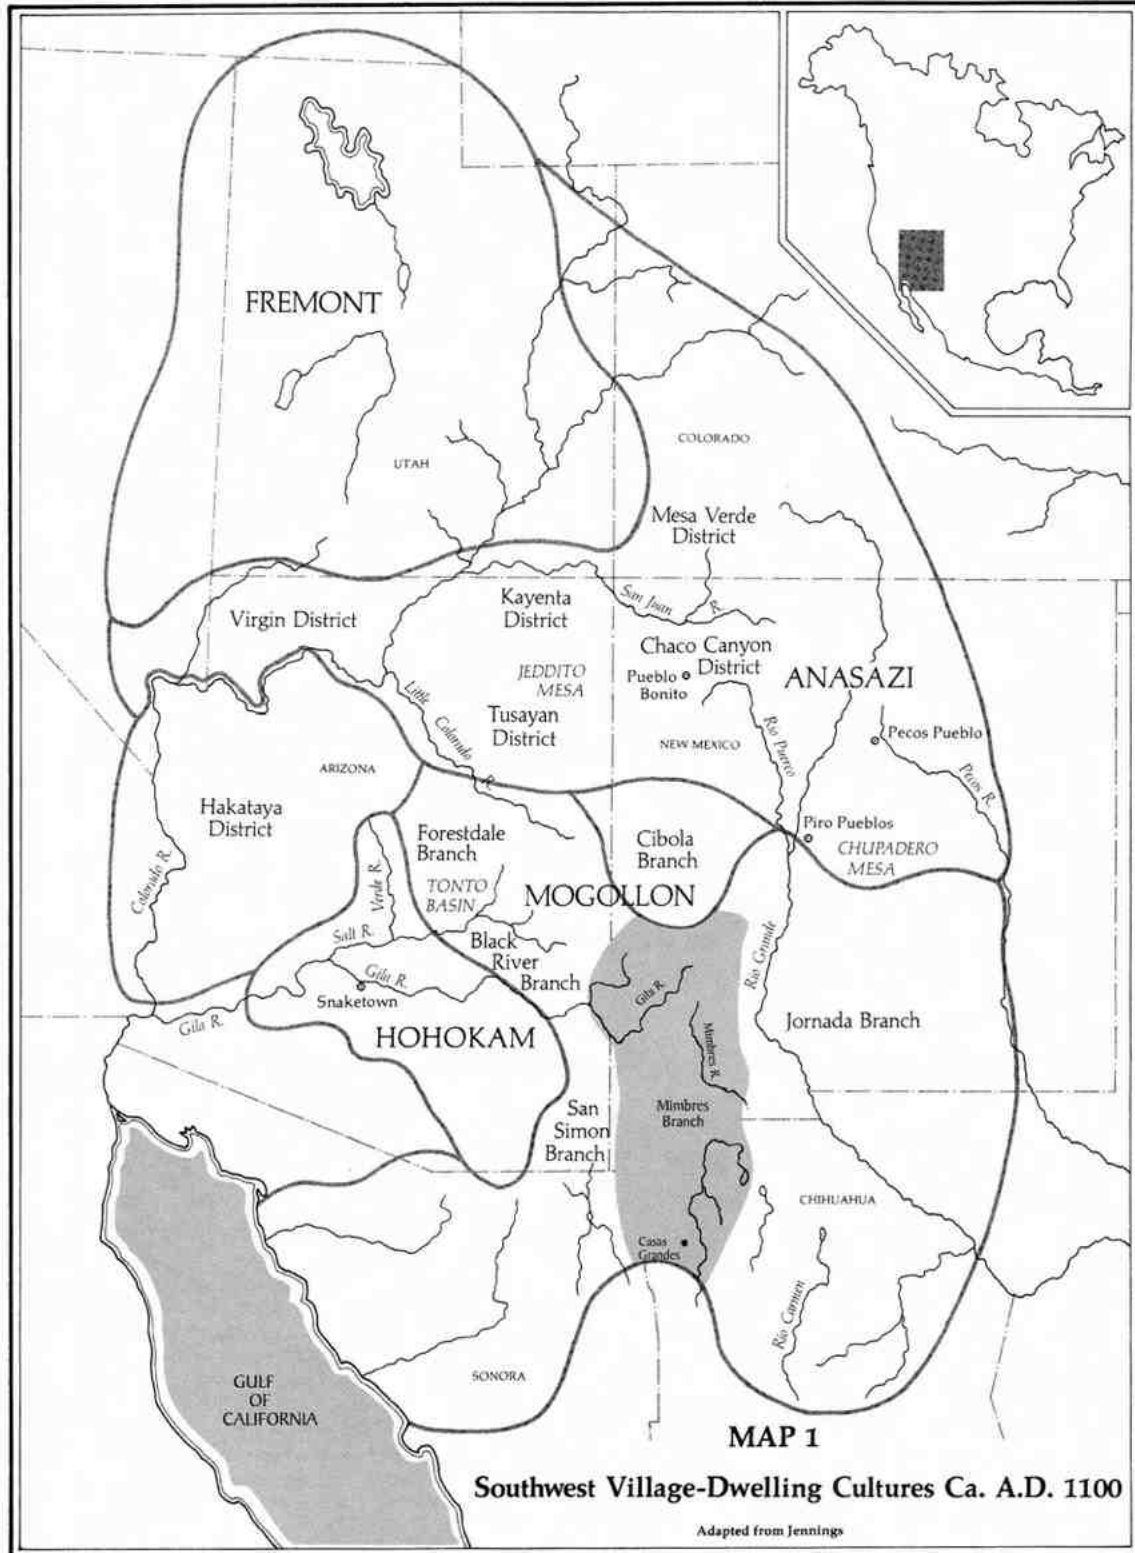 FREMONT
UTAH
COLORADO
Mesa Verde
District
Virgin District
Kayenta
District
San Juan
R.
Chaco Canyon
District
JEDDITO
MESA
Pueblo
Bonito
ANASAZI
Little
Colorado
R.
Tusayan
District
NEW MEXICO
Rio Puerco
Pecos Pueblo
Pecos R.
ARIZONA
Hakataya
District
Forestdale
Branch
Cibola
Branch
Piro Pueblos
CHUPADERO
MESA
Colorado R.
Verde R.
TONTO
BASIN
MOGOLLON
Salt R.
Black
River
Branch
Rio Grande
Gila R.
Snaketown
Gila R.
Gila R.
HOHOKAM
Jornada Branch
Mimbres R.
San
Simon
Branch
Mimbres
Branch
CHIHUAHUA
Casas
Grandes
Rio Carmen
SONORA
GULF
OF
CALIFORNIA
MAP 1
Southwest Village-Dwelling Cultures Ca. A.D. 1100
Adapted from Jennings